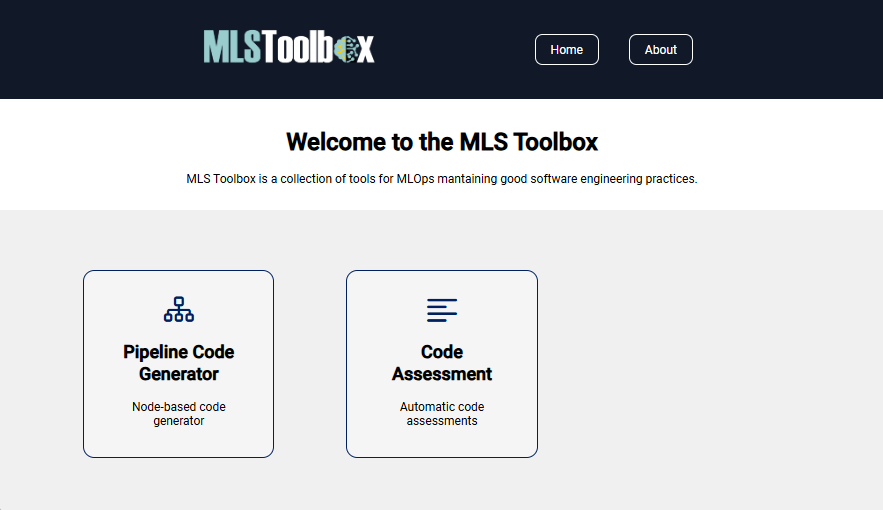 MLSToolbox
Home
About
Welcome to the MLS Toolbox
MLS Toolbox is a collection of tools for MLOps mantaining good software engineering practices.
Pipeline Code
Generator
Node-based code
generator
Code
Assessment
Automatic code
assessments